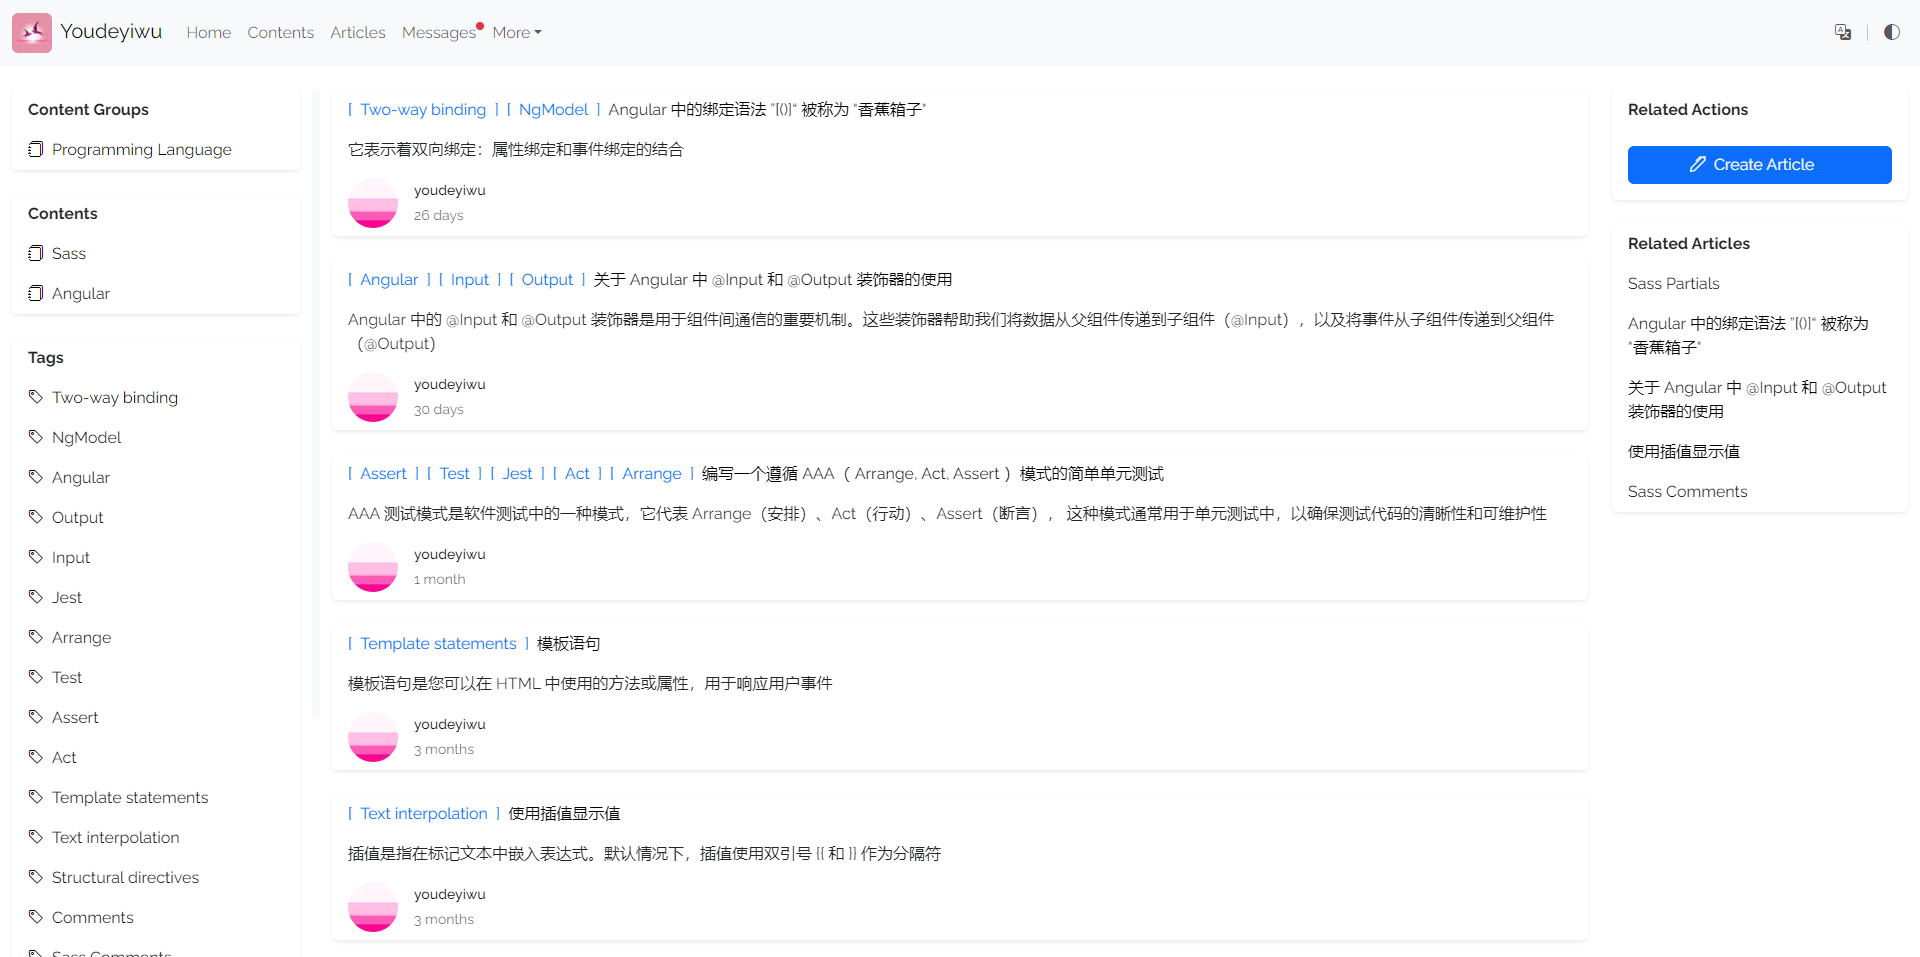 Youdeyiwu Home Contents Articles Messages More
Content Groups
Programming Language
Contents
Sass
Angular
Tags
Two-way binding
NgModel
Angular
Output
Input
Jest
Arrange
Test
Assert
Act
Template statements
Text interpolation
Structural directives
Comments
Sass Comments
[ Two-way binding ] [ NgModel ] Angular 中的绑定语法 "[()]“ 被称为 "香蕉箱子"
它表示着双向绑定：属性绑定和事件绑定的结合
youdeyiwu
26 days
[ Angular ] [ Input ] [ Output ] 关于 Angular 中 @Input 和 @Output 装饰器的使用
Angular 中的 @Input 和 @Output 装饰器是用于组件间通信的重要机制。这些装饰器帮助我们将数据从父组件传递到子组件（@Input），以及将事件从子组件传递到父组件
（@Output）
youdeyiwu
30 days
[ Assert ] [ Test ] [ Jest ] [ Act ] [ Arrange ] 编写一个遵循 AAA（ Arrange, Act, Assert ）模式的简单单元测试
AAA 测试模式是软件测试中的一种模式，它代表 Arrange（安排）、Act（行动）、Assert（断言）， 这种模式通常用于单元测试中，以确保测试代码的清晰性和可维护性
youdeyiwu
1 month
[ Template statements ] 模板语句
模板语句是您可以在 HTML 中使用的方法或属性，用于响应用户事件
youdeyiwu
3 months
[ Text interpolation ] 使用插值显示值
插值是指在标记文本中嵌入表达式。默认情况下，插值使用双引号 {{ 和 }} 作为分隔符
youdeyiwu
3 months
Related Actions
Create Article
Related Articles
Sass Partials
Angular 中的绑定语法 "[()]“ 被称为
"香蕉箱子"
关于 Angular 中 @Input 和 @Output
装饰器的使用
使用插值显示值
Sass Comments